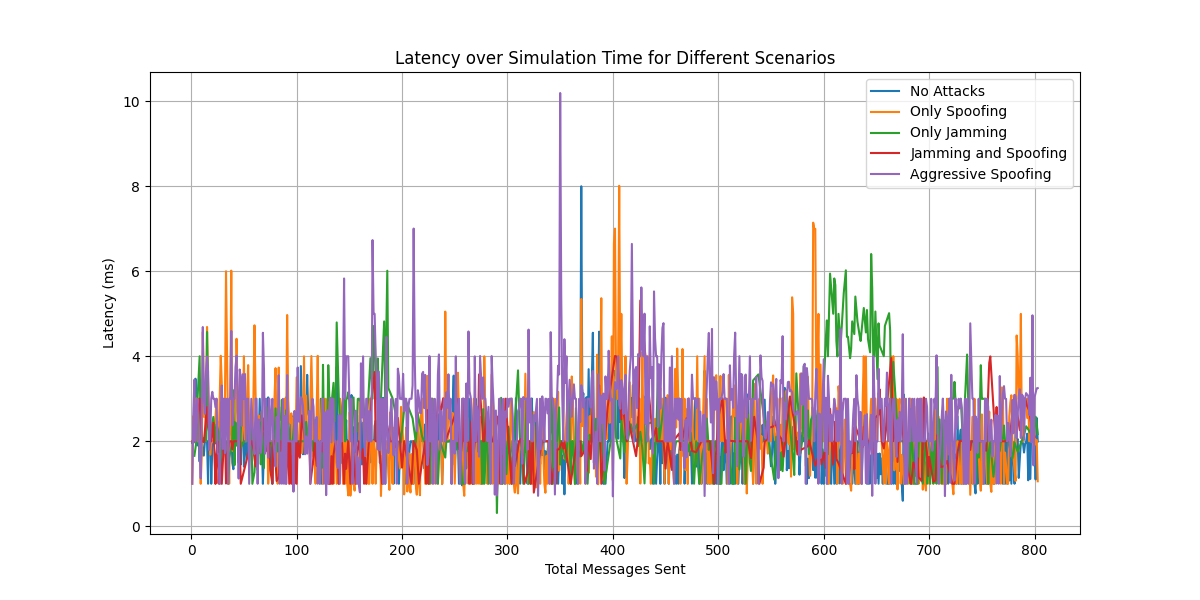 Latency over Simulation Time for Different Scenarios
No Attacks
Only Spoofing
Only Jamming
Jamming and Spoofing
Aggressive Spoofing
Latency (ms)
10
8
6
4
2
0
0 100 200 300 400 500 600 700 800
Total Messages Sent